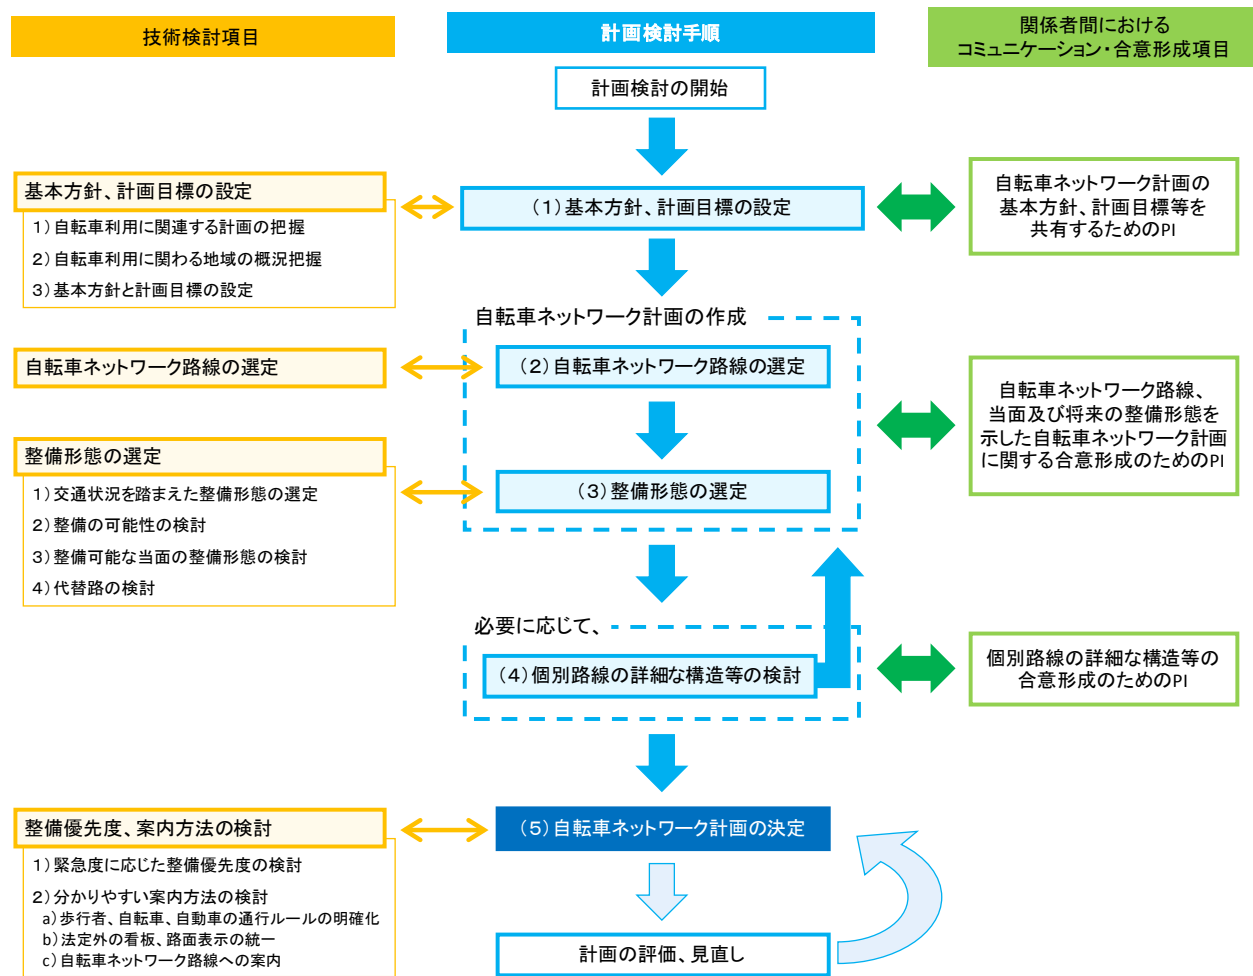 技術検討項目
計画検討手順
関係者間における
コミュニケーション・合意形成項目
計画検討の開始
基本方針、計画目標の設定
1)自転車利用に関連する計画の把握
2)自転車利用に関わる地域の概況把握
3)基本方針と計画目標の設定
(1)基本方針、計画目標の設定
自転車ネットワーク計画の
基本方針、計画目標等を
共有するためのPI
自転車ネットワーク計画の作成
自転車ネットワーク路線の選定
(2)自転車ネットワーク路線の選定
自転車ネットワーク路線、
当面及び将来の整備形態を
示した自転車ネットワーク計画
に関する合意形成のためのPI
整備形態の選定
1)交通状況を踏まえた整備形態の選定
2)整備の可能性の検討
3)整備可能な当面の整備形態の検討
4)代替路の検討
(3)整備形態の選定
必要に応じて、
(4)個別路線の詳細な構造等の検討
個別路線の詳細な構造等の
合意形成のためのPI
整備優先度、案内方法の検討
1)緊急度に応じた整備優先度の検討
2)分かりやすい案内方法の検討
a)歩行者、自転車、自動車の通行ルールの明確化
b)法定外の看板、路面表示の統一
c)自転車ネットワーク路線への案内
(5)自転車ネットワーク計画の決定
計画の評価、見直し